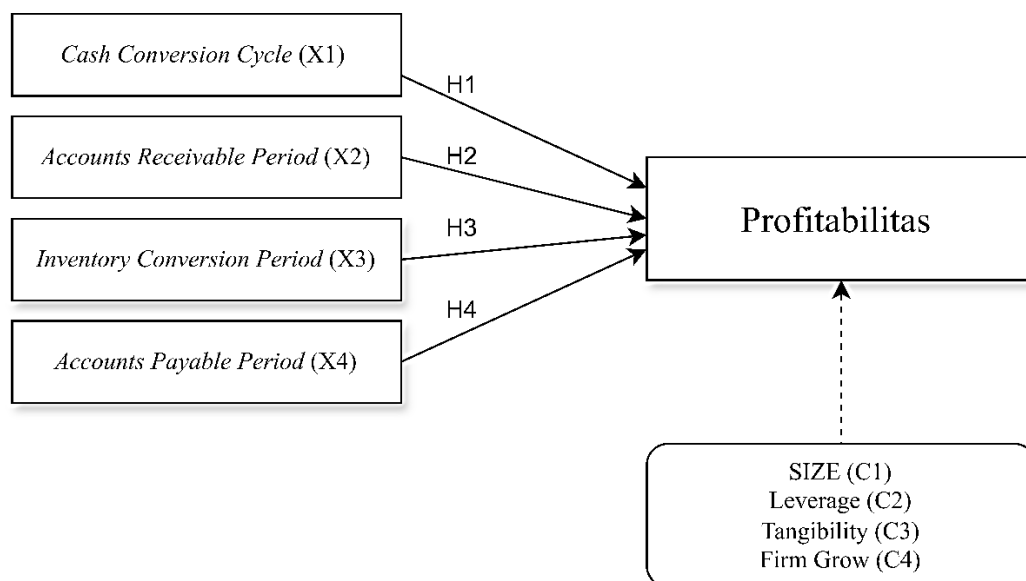 Cash Conversion Cycle (X1)
H1
Accounts Receivable Period (X2)
H2
Inventory Conversion Period (X3)
H3
Accounts Payable Period (X4)
H4
Profitabilitas
SIZE (C1)
Leverage (C2)
Tangibility (C3)
Firm Grow (C4)